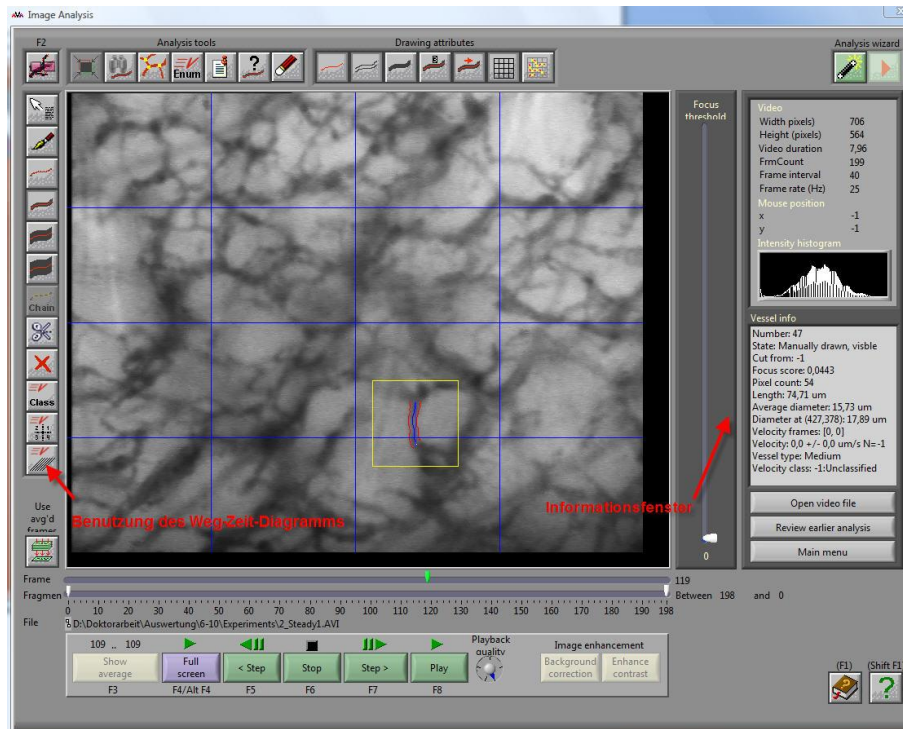 Image Analysis
F2
Analysis tools
Drawing attributes
Analysis wizard
Enum
Focus
threshold
Video
Width pixels) 706
Height (pixels) 564
Video duration 7,96
FrmCount 199
Frame interval 40
Frame rate (Hz) 25
Mouse position
x -1
y -1
Intensity histogram
Chain
Class
Vessel info
Number: 47
State: Manually drawn, visble
Cut from: -1
Focus score: 0,0443
Pixel count: 54
Length: 74,71 um
Average diameter: 15,73 um
Diameter at (427,378): 17,89 um
Velocity frames: [0, 0]
Velocity: 0,0 +/- 0,0 um/s N=-1
Vessel type: Medium
Velocity class: -1:Unclassified
Use
avg'd
frames
Benutzung des Weg-Zeit-Diagramms
Informationsfenster
0
Open video file
Review earlier analysis
Main menu
Frame
119
Fragmen
Between 198 and 0
0 10 20 30 40 50 60 70 80 90 100 110 120 130 140 150 160 170 180 190 198
File
D:\Doktorarbeit\Auswertung\6-10\Experiments\2_Steady1.AVI
109 .. 109
Playback
quality
Image enhancement
Show
average
Full
screen
< Step
Stop
Step >
Play
Background
correction
Enhance
contrast
F3
F4/Alt F4
F5
F6
F7
F8
(F1)
(Shift F1